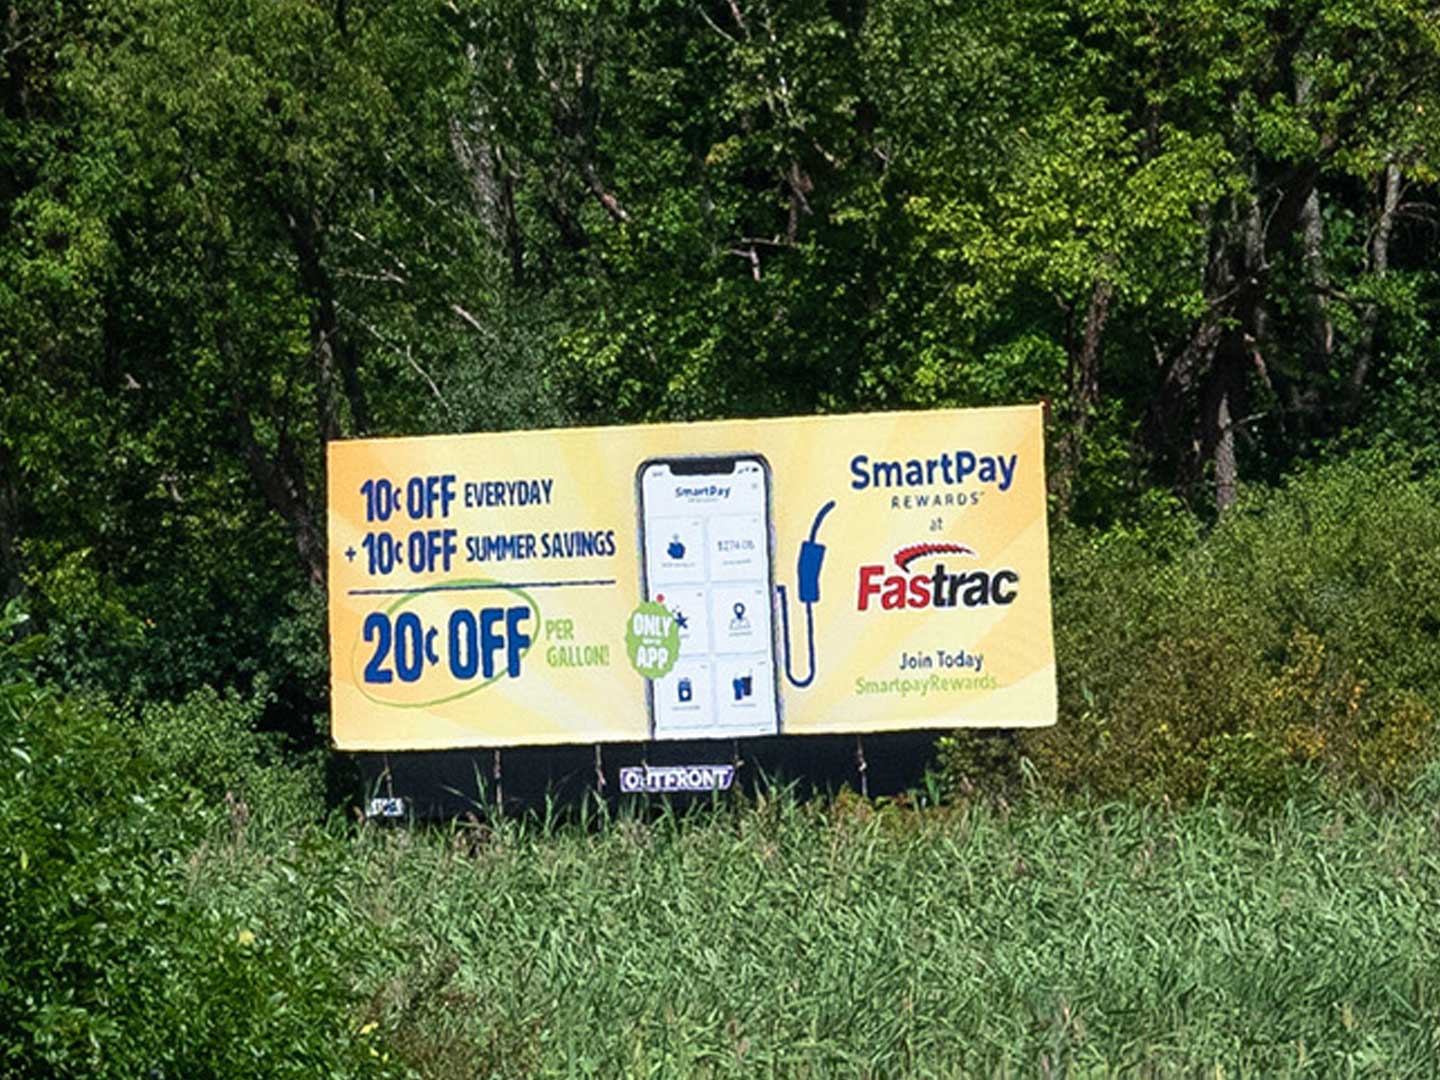 10¢ OFF EVERYDAY
+ 10¢ OFF SUMMER SAVINGS
20¢ OFF PER
GALLON!
SmartPay
ONLY
APP
SmartPay
REWARDS
at
Fastrac
Join Today
SmartpayRewards
OUTFRONT